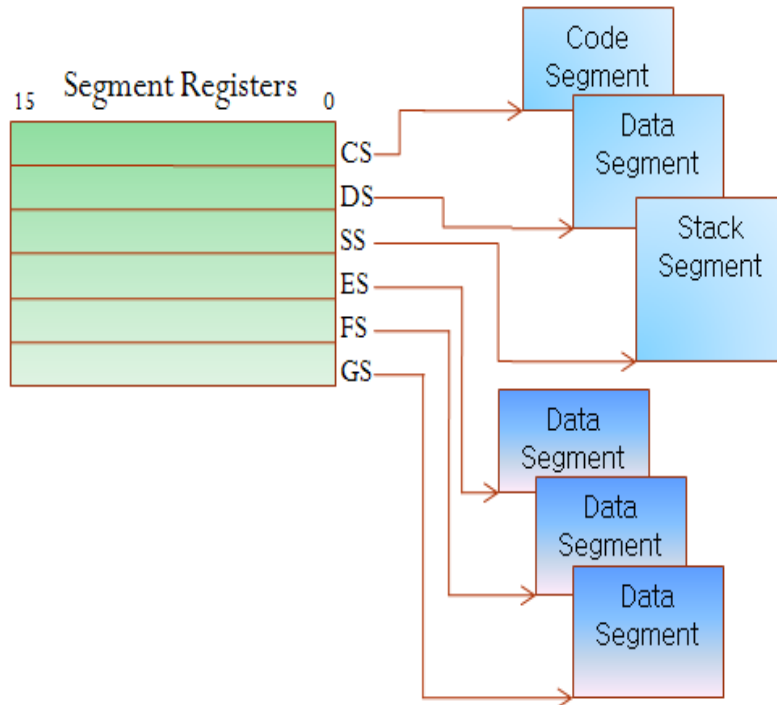 Segment Registers
15
0
CS
DS
SS
ES
FS
GS
Code
Segment
Data
Segment
Stack
Segment
Data
Segment
Data
Segment
Data
Segment